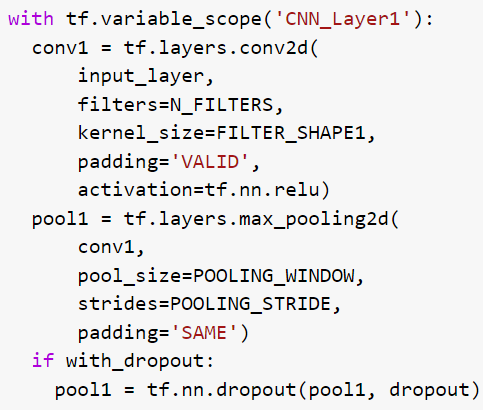 with tf.variable_scope('CNN_Layer1'):
  conv1 = tf.layers.conv2d(
      input_layer,
      filters=N_FILTERS,
      kernel_size=FILTER_SHAPE1,
      padding='VALID',
      activation=tf.nn.relu)
  pool1 = tf.layers.max_pooling2d(
      conv1,
      pool_size=POOLING_WINDOW,
      strides=POOLING_STRIDE,
      padding='SAME')
  if with_dropout:
    pool1 = tf.nn.dropout(pool1, dropout)